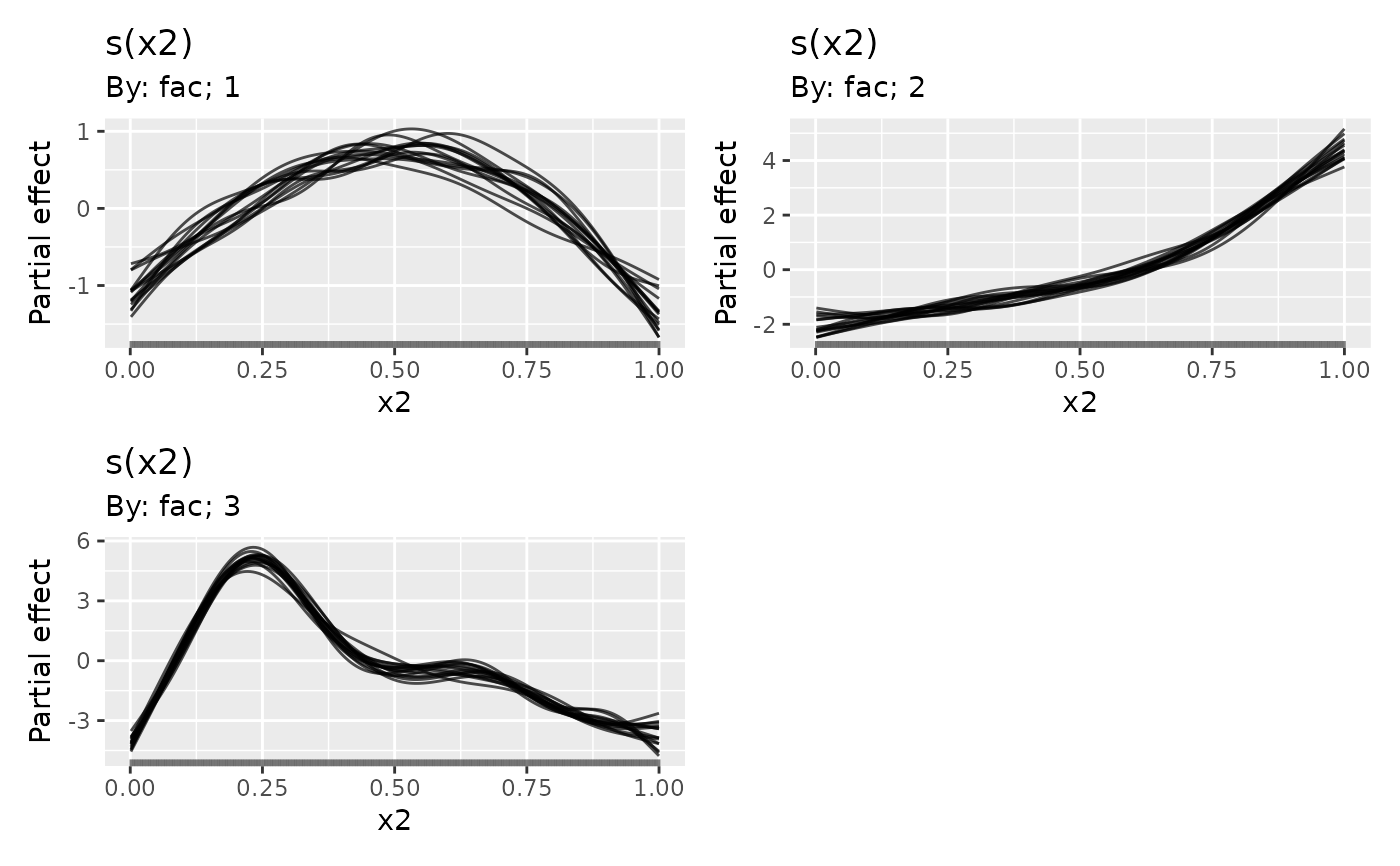 s(x2)
By: fac; 1
Partial effect
1
0
-1
0.00 0.25 0.50 0.75 1.00
x2
s(x2)
By: fac; 2
Partial effect
4
2
0
-2
0.00 0.25 0.50 0.75 1.00
x2
s(x2)
By: fac; 3
Partial effect
6
3
0
-3
0.00 0.25 0.50 0.75 1.00
x2